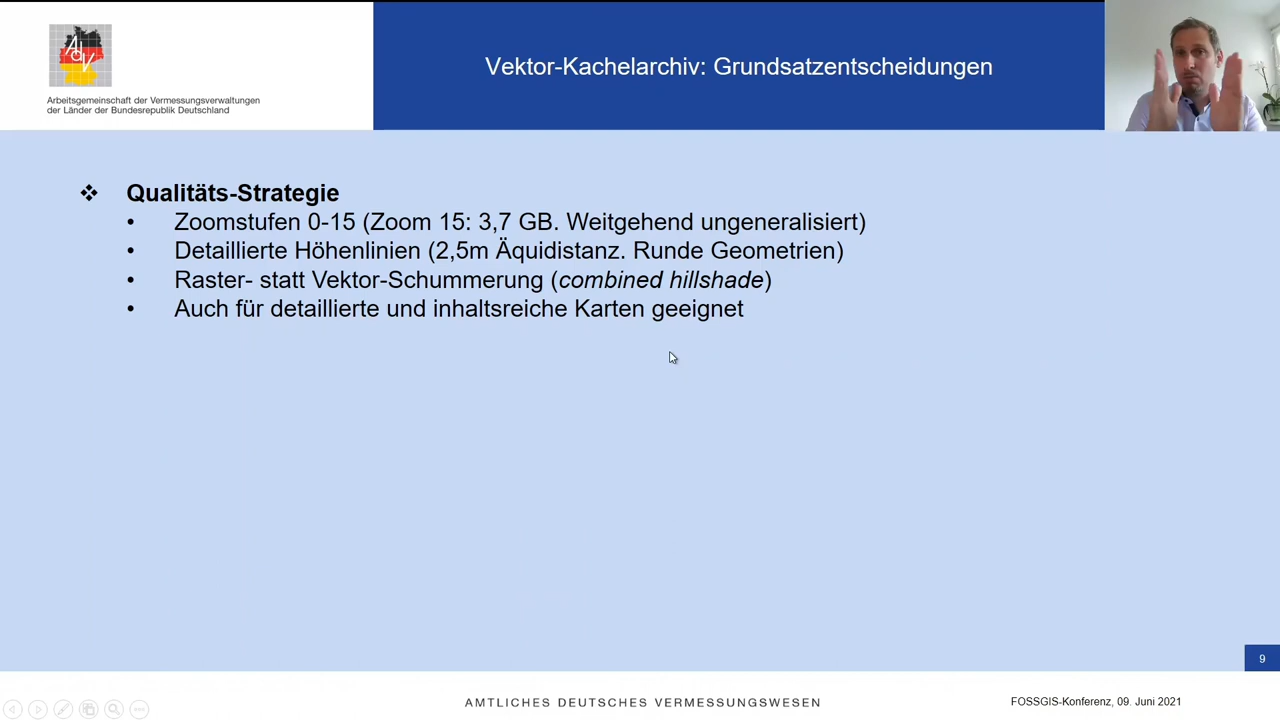 AdV
Arbeitsgemeinschaft der Vermessungsverwaltungen
der Länder der Bundesrepublik Deutschland
Vektor-Kachelarchiv: Grundsatzentscheidungen
❖ Qualitäts-Strategie
• Zoomstufen 0-15 (Zoom 15: 3,7 GB. Weitgehend ungeneralisiert)
• Detaillierte Höhenlinien (2,5m Äquidistanz. Runde Geometrien)
• Raster- statt Vektor-Schummerung (combined hillshade)
• Auch für detaillierte und inhaltsreiche Karten geeignet
9
AMTLICHES DEUTSCHES VERMESSUNGSWESEN
FOSSGIS-Konferenz, 09. Juni 2021